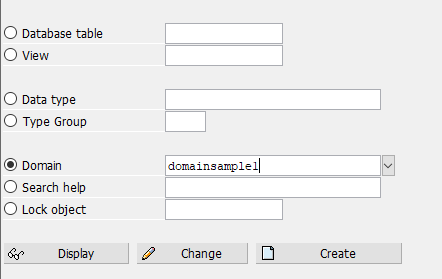 Database table
View
Data type
Type Group
Domain domainsample1
Search help
Lock object
Display Change Create